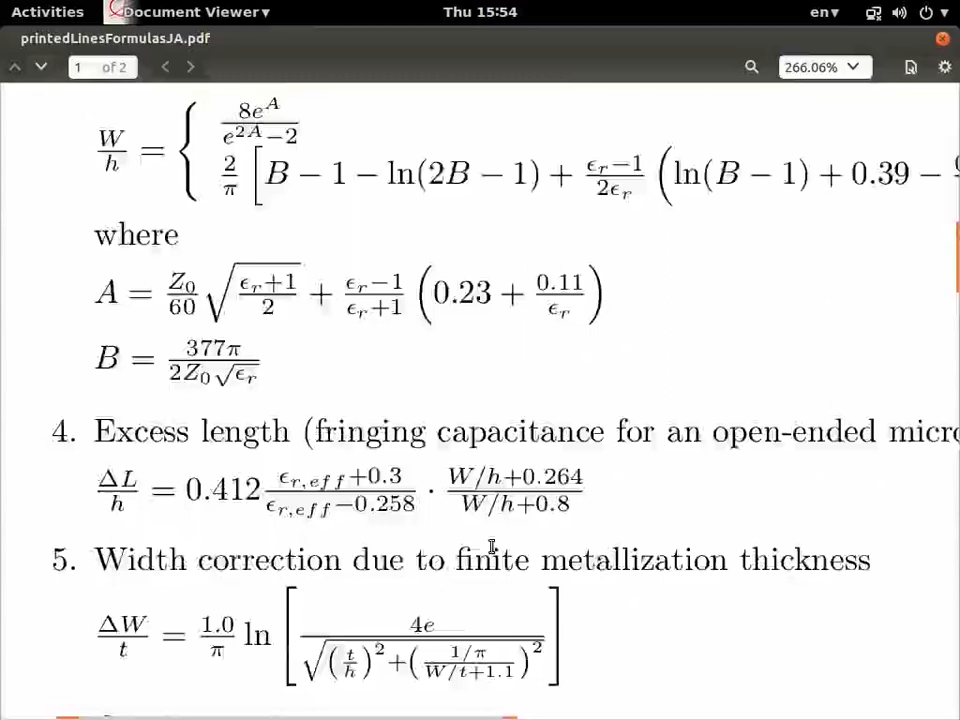 Activities Document Viewer▾ Thu 15:54 en▾
printedLinesFormulasJA.pdf
1 of 2 266.06%
W/h = { 8e^A / e^{2A}−2
2/π [B − 1 − ln(2B − 1) + ϵ_r−1/2ϵ_r (ln(B − 1) + 0.39 −
where
A = Z_0/60 √(ϵ_r+1/2) + ϵ_r−1/ϵ_r+1 (0.23 + 0.11/ϵ_r)
B = 377π/2Z_0√ϵ_r
4. Excess length (fringing capacitance for an open-ended micro
ΔL/h = 0.412 ϵ_{r,eff}+0.3/ϵ_{r,eff}−0.258 · W/h+0.264/W/h+0.8
5. Width correction due to finite metallization thickness
ΔW/t = 1.0/π ln [4e / √((t/h)^2+(1/π / W/t+1.1)^2)]